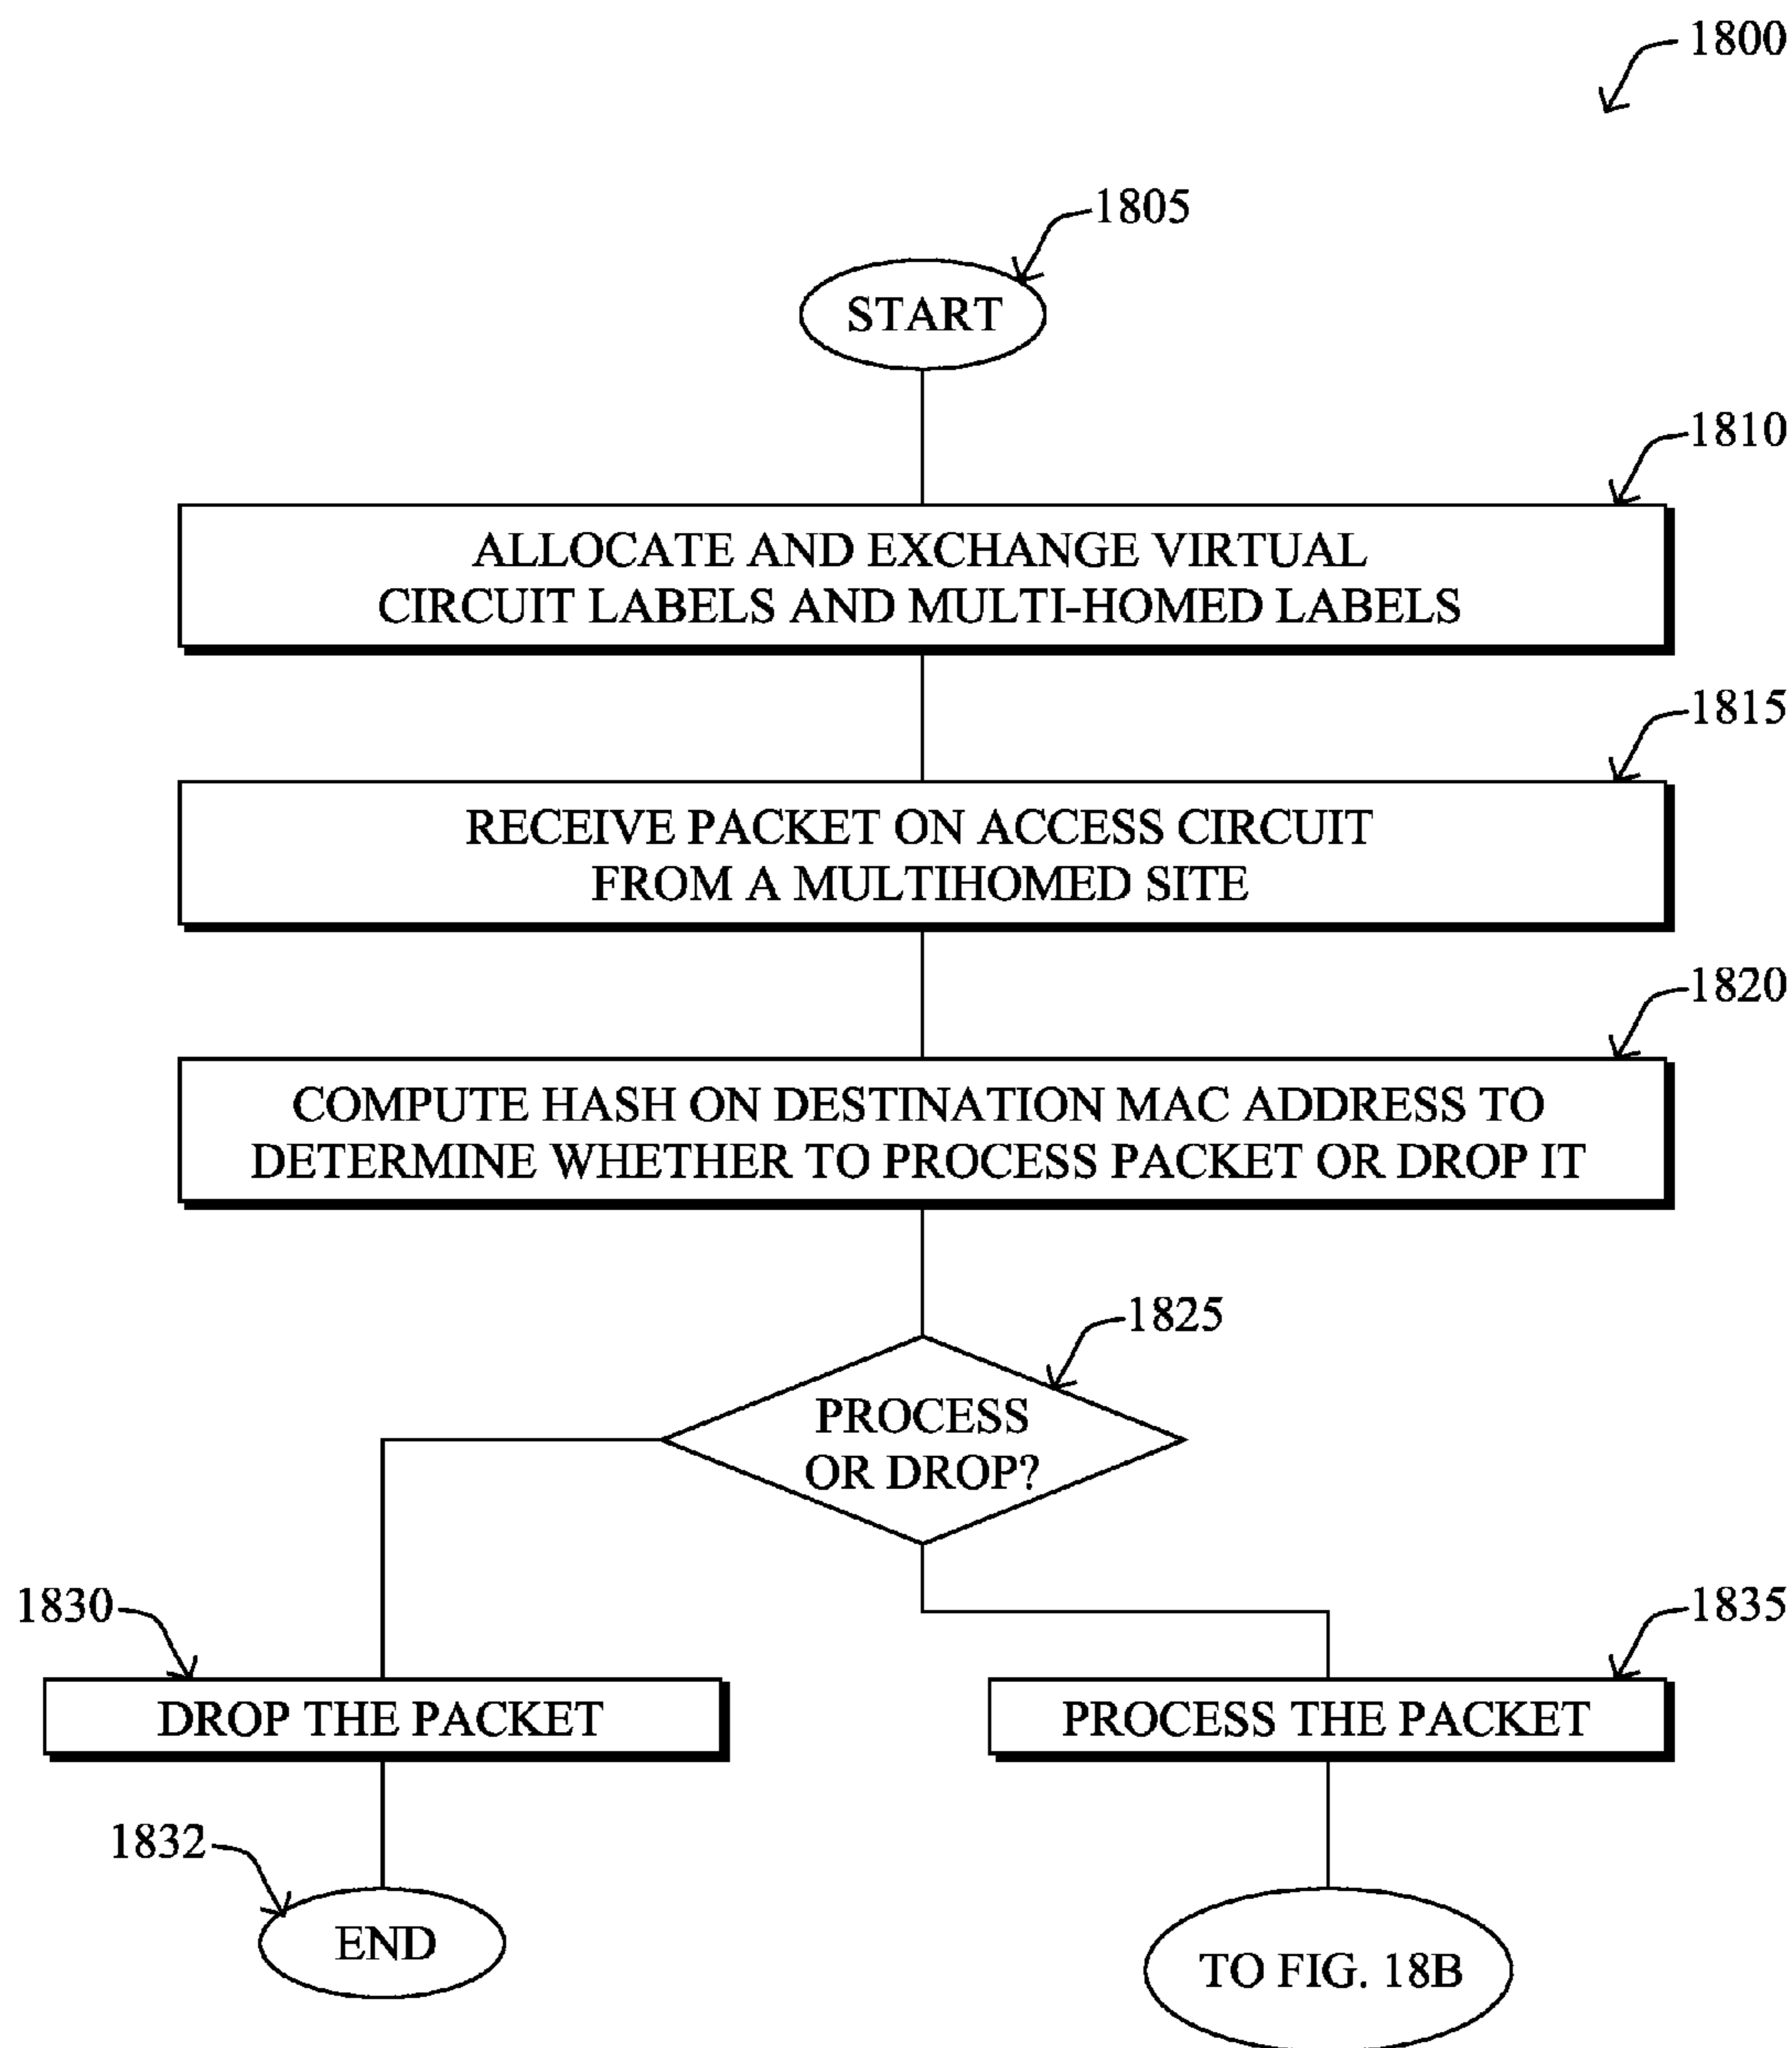 1800
1805
START
1810
ALLOCATE AND EXCHANGE VIRTUAL
CIRCUIT LABELS AND MULTI-HOMED LABELS
1815
RECEIVE PACKET ON ACCESS CIRCUIT
FROM A MULTIHOMED SITE
1820
COMPUTE HASH ON DESTINATION MAC ADDRESS TO
DETERMINE WHETHER TO PROCESS PACKET OR DROP IT
1825
PROCESS
OR DROP?
1830
DROP THE PACKET
1835
PROCESS THE PACKET
1832
END
TO FIG. 18B